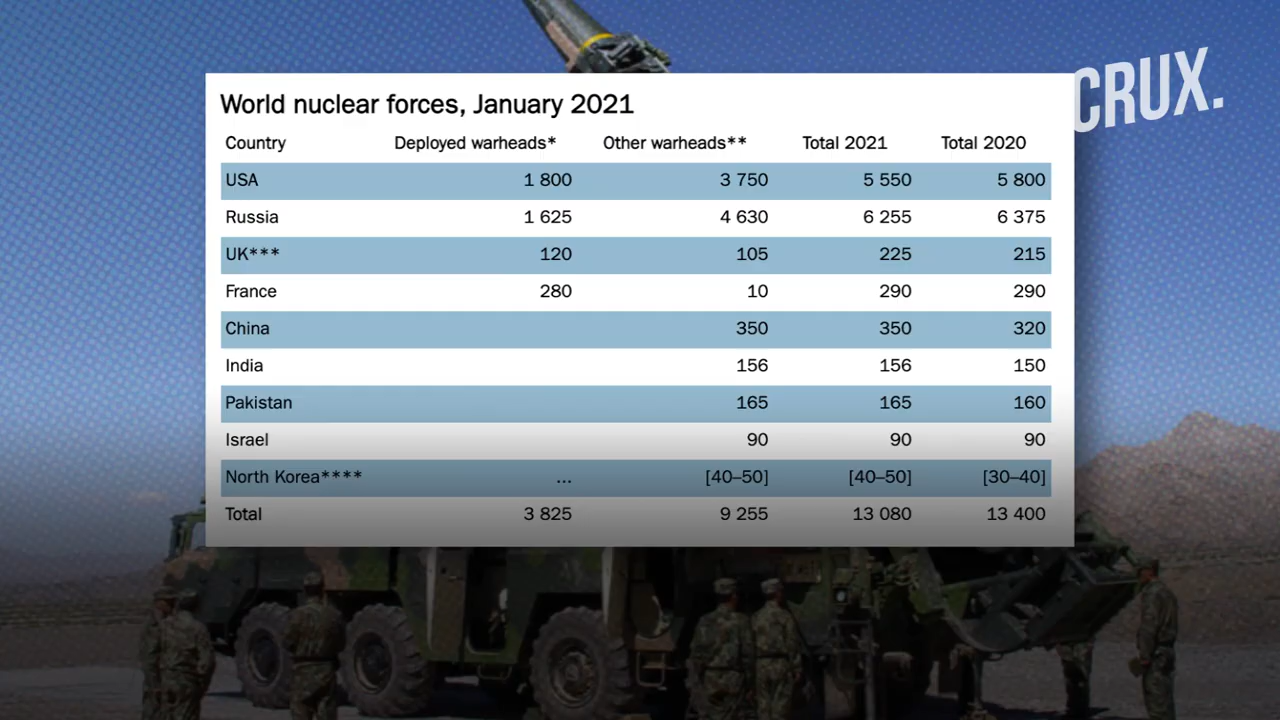 CRUX.
World nuclear forces, January 2021
Country Deployed warheads* Other warheads** Total 2021 Total 2020
USA 1 800 3 750 5 550 5 800
Russia 1 625 4 630 6 255 6 375
UK*** 120 105 225 215
France 280 10 290 290
China 350 350 320
India 156 156 150
Pakistan 165 165 160
Israel 90 90 90
North Korea**** ... [40–50] [40–50] [30–40]
Total 3 825 9 255 13 080 13 400